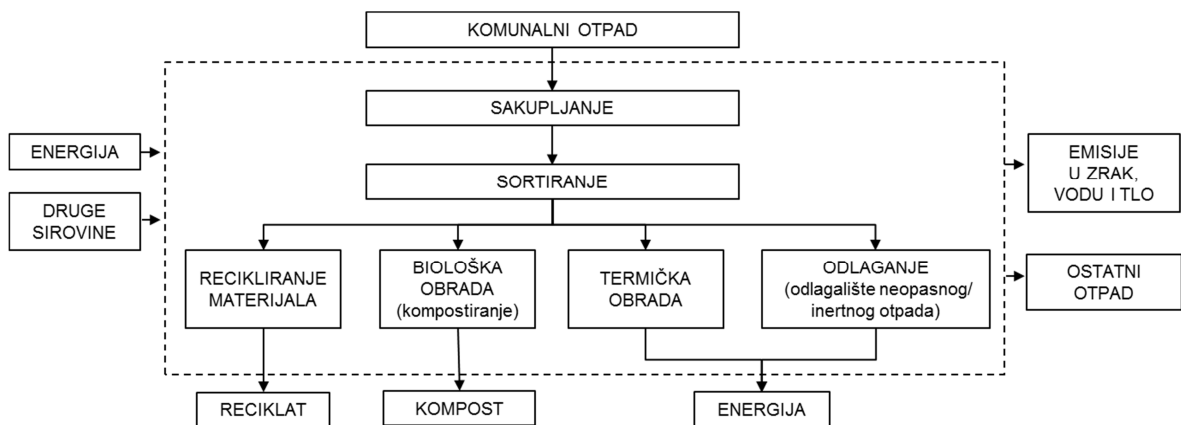 KOMUNALNI OTPAD
SAKUPLJANJE
ENERGIJA
SORTIRANJE
EMISIJE
U ZRAK,
VODU I TLO
DRUGE
SIROVINE
RECIKLIRANJE
MATERIJALA
BIOLOŠKA
OBRADA
(kompostiranje)
TERMIČKA
OBRADA
ODLAGANJE
(odlagalište neopasnog/
inertnog otpada)
OSTATNI
OTPAD
RECIKLAT
KOMPOST
ENERGIJA